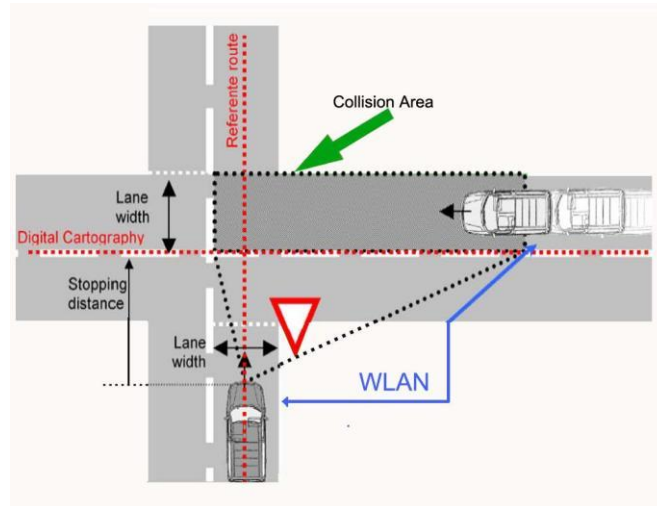 Referente route
Collision Area
Lane
width
Digital Cartography
Stopping
distance
Lane
width
WLAN